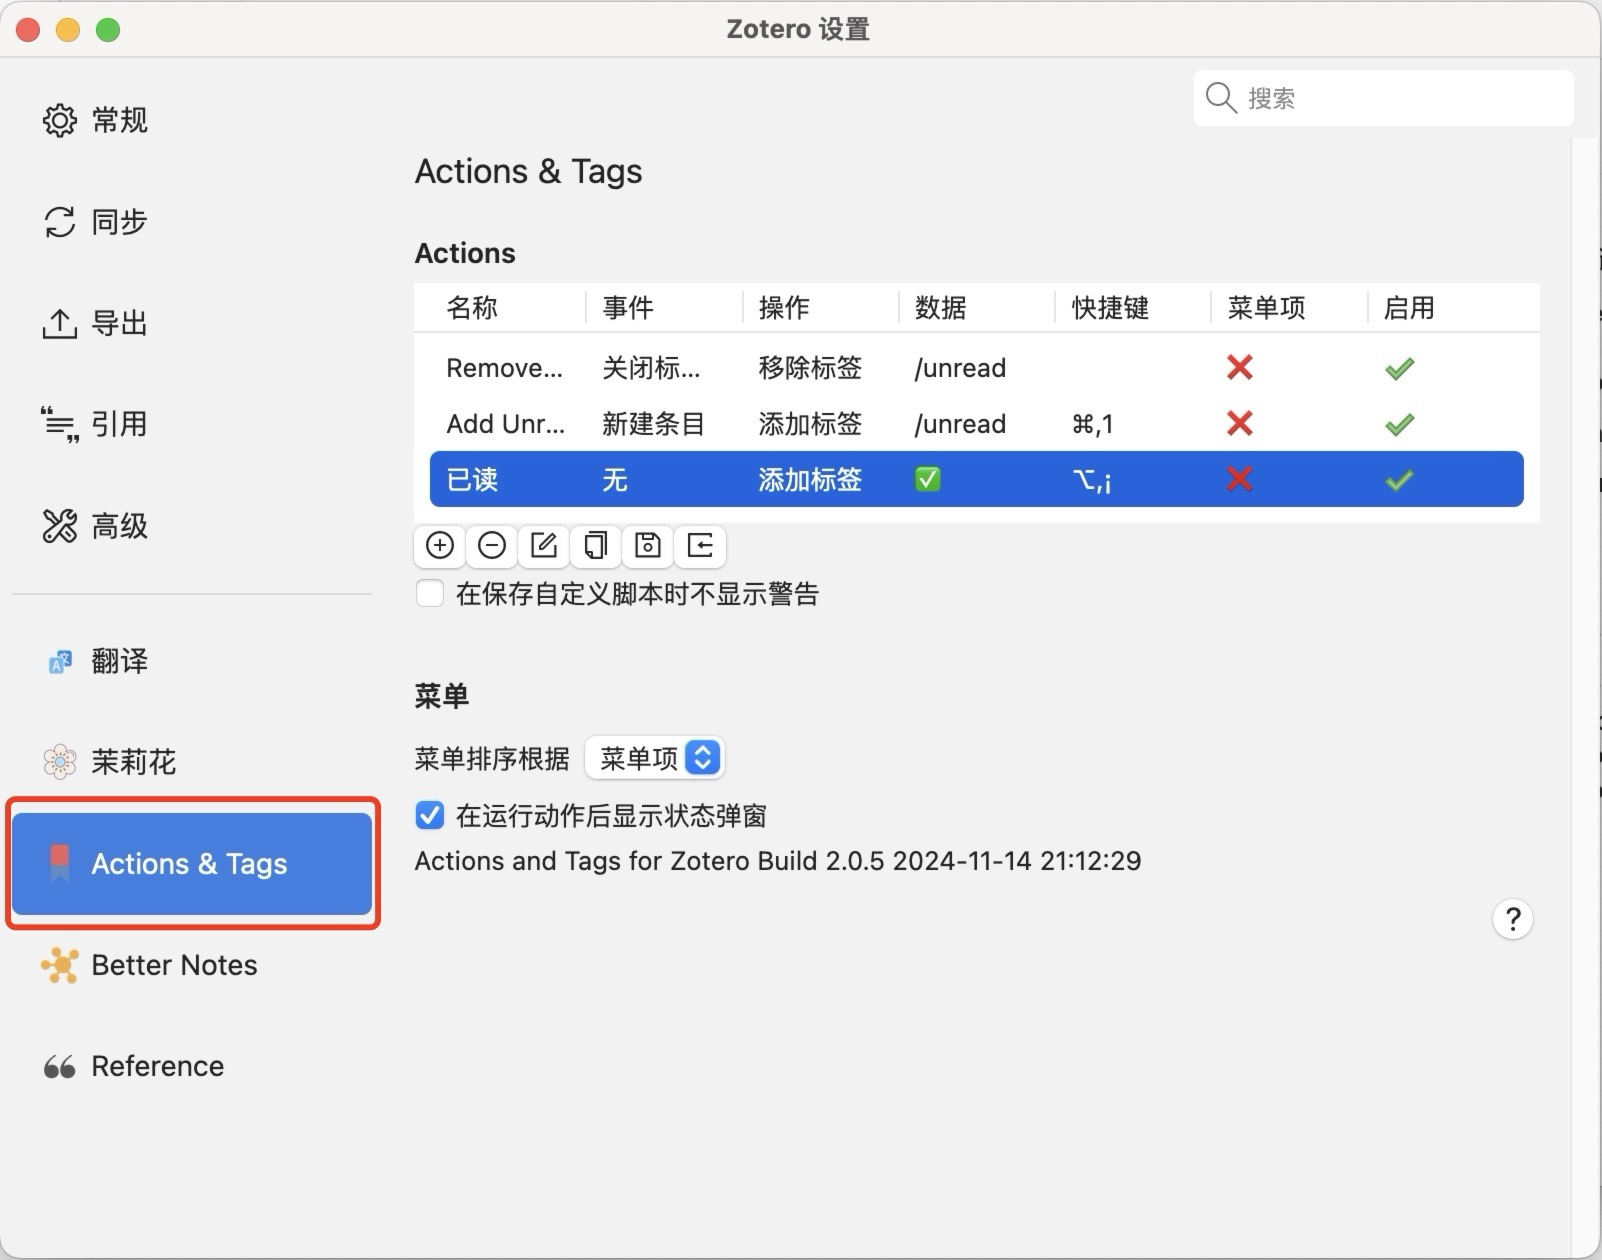 Zotero 设置
搜索
常规
同步
导出
引用
高级
翻译
茉莉花
Actions & Tags
Better Notes
Reference
Actions & Tags
Actions
名称 事件 操作 数据 快捷键 菜单项 启用
Remove... 关闭标... 移除标签 /unread ❌ ✔
Add Unr... 新建条目 添加标签 /unread ⌘,1 ❌ ✔
已读 无 添加标签 ✅ ⌥,¡ ❌ ✔
在保存自定义脚本时不显示警告
菜单
菜单排序根据 菜单项
在运行动作后显示状态弹窗
Actions and Tags for Zotero Build 2.0.5 2024-11-14 21:12:29
?